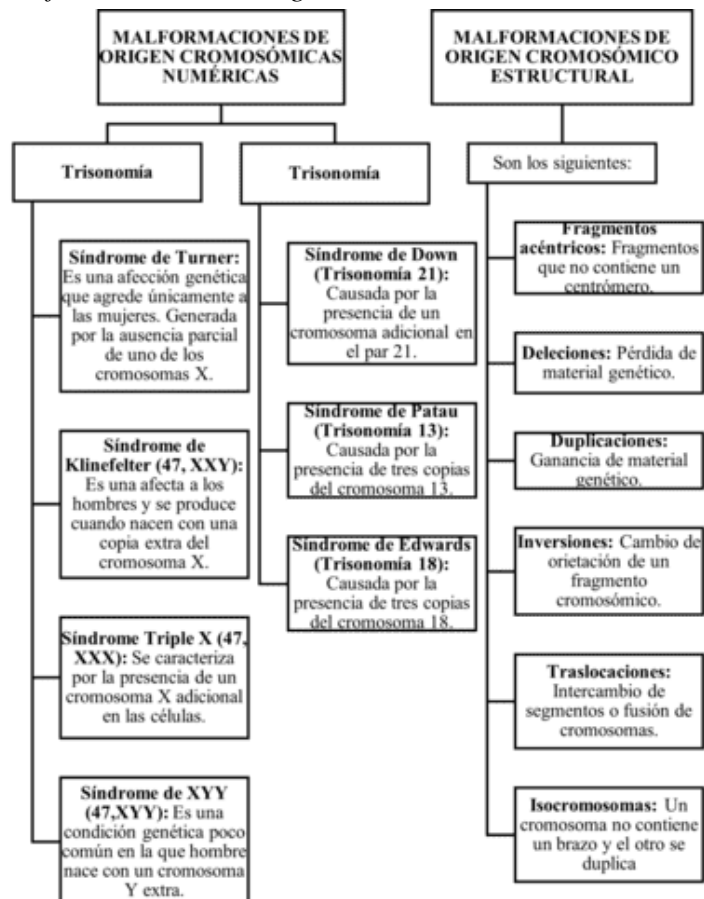 MALFORMACIONES DE
ORIGEN CROMOSÓMICAS
NUMÉRICAS
Trisonomía
Síndrome de Turner:
Es una afección genética
que agrede únicamente a
las mujeres. Generada
por la ausencia parcial
de uno de los
cromosomas X.
Síndrome de
Klinefelter (47, XXY):
Es una afecta a los
hombres y se produce
cuando nacen con una
copia extra del
cromosoma X.
Síndrome Triple X (47,
XXX): Se caracteriza
por la presencia de un
cromosoma X adicional
en las células.
Síndrome de XYY
(47,XYY): Es una
condición genética poco
común en la que hombre
nace con un cromosoma
Y extra.
Trisonomía
Síndrome de Down
(Trisonomía 21):
Causada por la
presencia de un
cromosoma adicional en
el par 21.
Síndrome de Patau
(Trisonomía 13):
Causada por la
presencia de tres copias
del cromosoma 13.
Síndrome de Edwards
(Trisonomía 18):
Causada por la
presencia de tres copias
del cromosoma 18.
MALFORMACIONES DE
ORIGEN CROMOSÓMICO
ESTRUCTURAL
Son los siguientes:
Fragmentos
acéntricos: Fragmentos
que no contiene un
centrómero.
Deleciones: Pérdida de
material genético.
Duplicaciones:
Ganancia de material
genético.
Inversiones: Cambio de
orietación de un
fragmento
cromosómico.
Traslocaciones:
Intercambio de
segmentos o fusión de
cromosomas.
Isocromosomas: Un
cromosoma no contiene
un brazo y el otro se
duplica